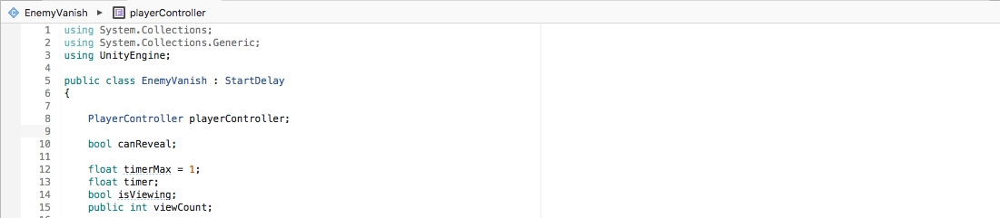 EnemyVanish ▸ F playerController
1 using System.Collections;
2 using System.Collections.Generic;
3 using UnityEngine;
4
5 public class EnemyVanish : StartDelay
6 {
7
8 PlayerController playerController;
9
10 bool canReveal;
11
12 float timerMax = 1;
13 float timer;
14 bool isViewing;
15 public int viewCount;